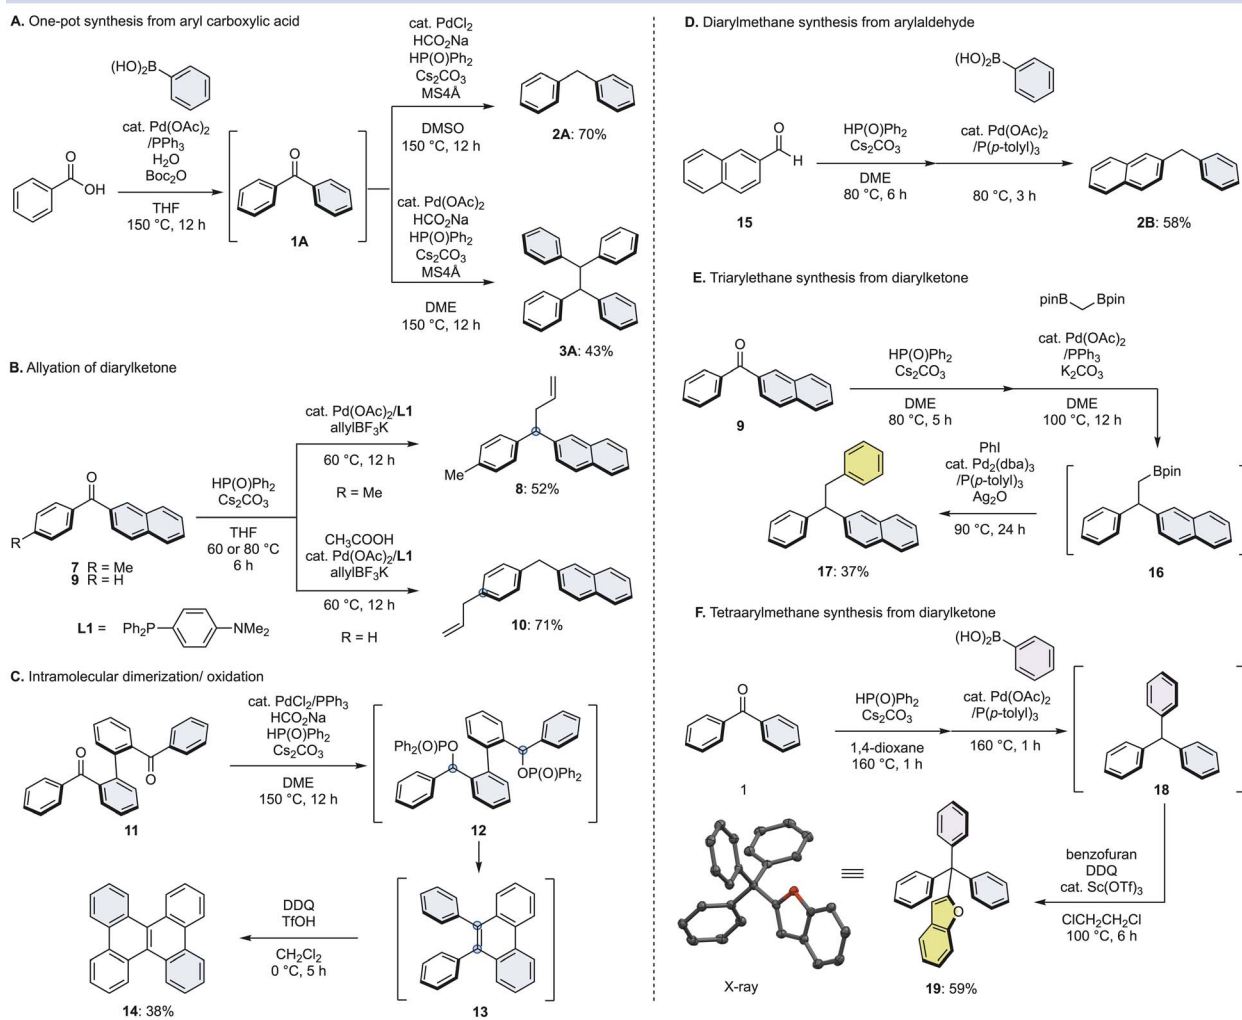 A. One-pot synthesis from aryl carboxylic acid
(HO)2B
cat. Pd(OAc)2
/PPh3
H2O
Boc2O
THF
150 °C, 12 h
O
OH
O
1A
cat. PdCl2
HCO2Na
HP(O)Ph2
Cs2CO3
MS4Å
DMSO
150 °C, 12 h
2A: 70%
cat. Pd(OAc)2
HCO2Na
HP(O)Ph2
Cs2CO3
MS4Å
DME
150 °C, 12 h
3A: 43%
B. Allyation of diarylketone
O
R
7 R = Me
9 R = H
HP(O)Ph2
Cs2CO3
THF
60 or 80 °C
6 h
cat. Pd(OAc)2/L1
allylBF3K
60 °C, 12 h
R = Me
Me
8: 52%
CH3COOH
cat. Pd(OAc)2/L1
allylBF3K
60 °C, 12 h
R = H
10: 71%
L1 = Ph2P NMe2
C. Intramolecular dimerization/ oxidation
O
O
11
cat. PdCl2/PPh3
HCO2Na
HP(O)Ph2
Cs2CO3
DME
150 °C, 12 h
Ph2(O)PO
OP(O)Ph2
12
13
DDQ
TfOH
CH2Cl2
0 °C, 5 h
14: 38%
D. Diarylmethane synthesis from arylaldehyde
(HO)2B
O
H
15
HP(O)Ph2
Cs2CO3
DME
80 °C, 6 h
cat. Pd(OAc)2
/P(p-tolyl)3
80 °C, 3 h
2B: 58%
E. Triarylethane synthesis from diarylketone
pinB Bpin
O
9
HP(O)Ph2
Cs2CO3
DME
80 °C, 5 h
cat. Pd(OAc)2
/PPh3
K2CO3
DME
100 °C, 12 h
Bpin
16
PhI
cat. Pd2(dba)3
/P(p-tolyl)3
Ag2O
90 °C, 24 h
17: 37%
F. Tetraarylmethane synthesis from diarylketone
(HO)2B
O
1
HP(O)Ph2
Cs2CO3
1,4-dioxane
160 °C, 1 h
cat. Pd(OAc)2
/P(p-tolyl)3
160 °C, 1 h
18
benzofuran
DDQ
cat. Sc(OTf)3
ClCH2CH2Cl
100 °C, 6 h
O
19: 59%
X-ray